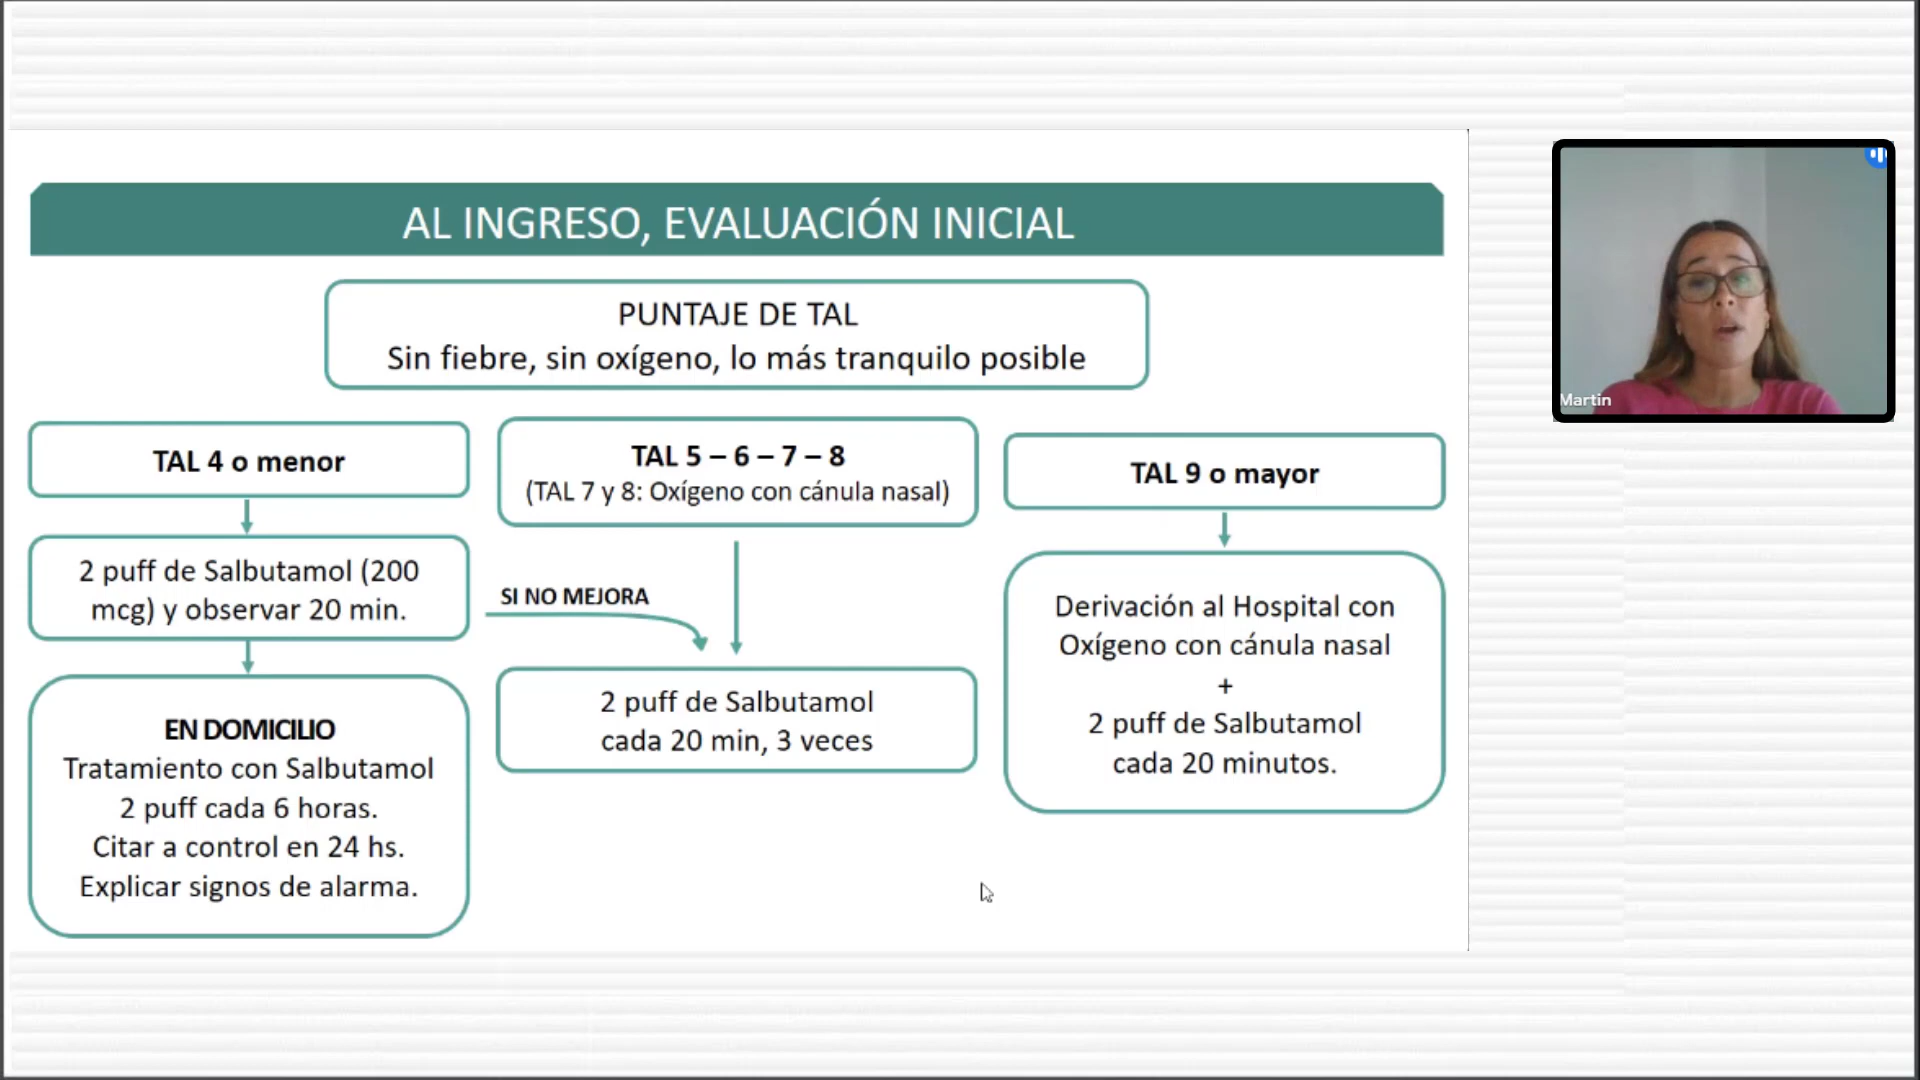 AL INGRESO, EVALUACIÓN INICIAL
PUNTAJE DE TAL
Sin fiebre, sin oxígeno, lo más tranquilo posible
TAL 4 o menor
2 puff de Salbutamol (200
mcg) y observar 20 min.
EN DOMICILIO
Tratamiento con Salbutamol
2 puff cada 6 horas.
Citar a control en 24 hs.
Explicar signos de alarma.
SI NO MEJORA
TAL 5 – 6 – 7 – 8
(TAL 7 y 8: Oxígeno con cánula nasal)
2 puff de Salbutamol
cada 20 min, 3 veces
TAL 9 o mayor
Derivación al Hospital con
Oxígeno con cánula nasal
+
2 puff de Salbutamol
cada 20 minutos.
Martin